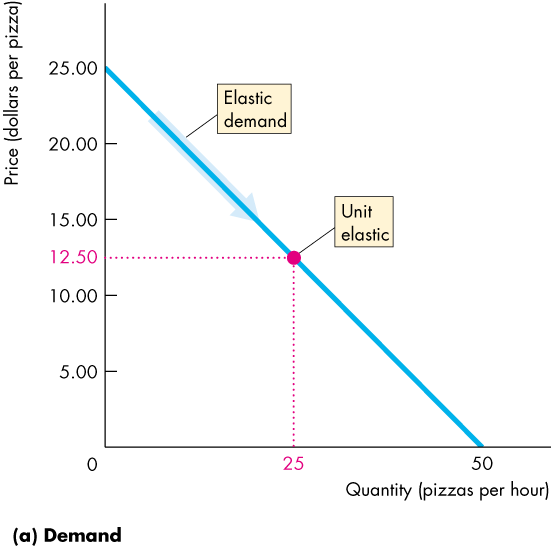 Price (dollars per pizza)
25.00
Elastic
demand
20.00
Unit
elastic
15.00
12.50
10.00
5.00
0
25
50
Quantity (pizzas per hour)
(a) Demand